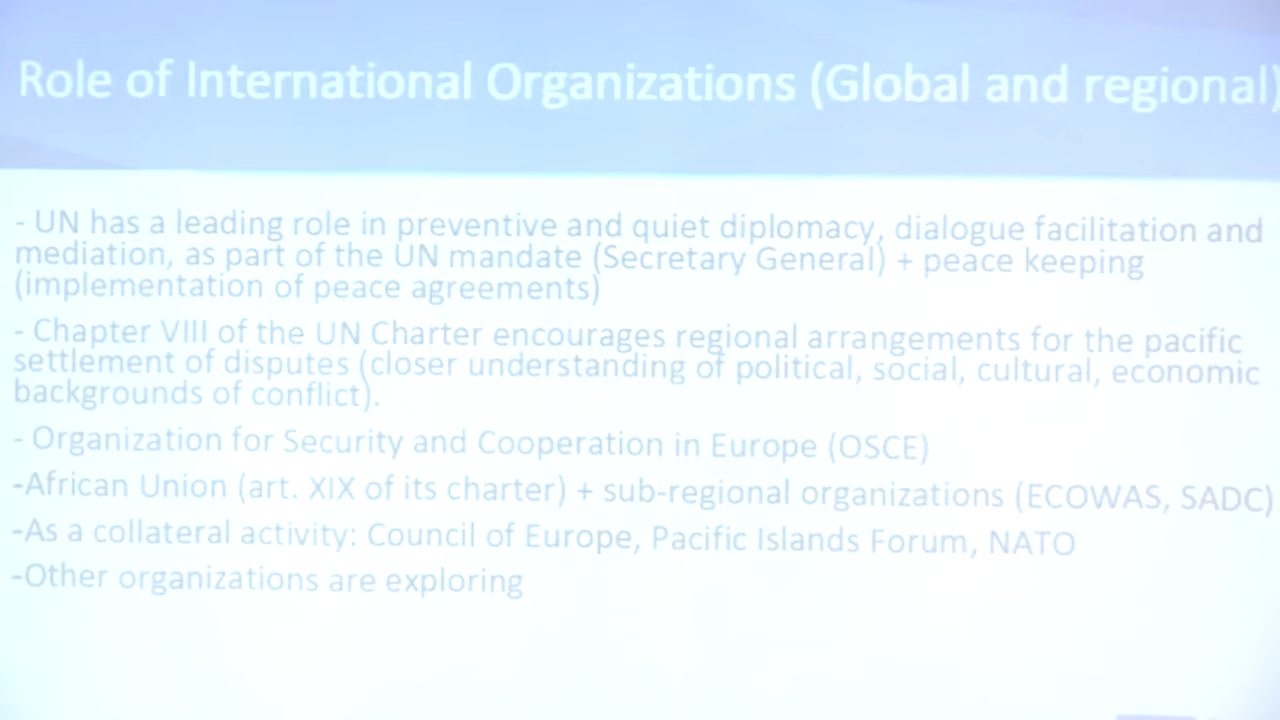 Role of International Organizations (Global and regional)
- UN has a leading role in preventive and quiet diplomacy, dialogue facilitation and
mediation, as part of the UN mandate (Secretary General) + peace keeping
(implementation of peace agreements)
- Chapter VIII of the UN Charter encourages regional arrangements for the pacific
settlement of disputes (closer understanding of political, social, cultural, economic
backgrounds of conflict).
- Organization for Security and Cooperation in Europe (OSCE)
-African Union (art. XIX of its charter) + sub-regional organizations (ECOWAS, SADC)
-As a collateral activity: Council of Europe, Pacific Islands Forum, NATO
-Other organizations are exploring